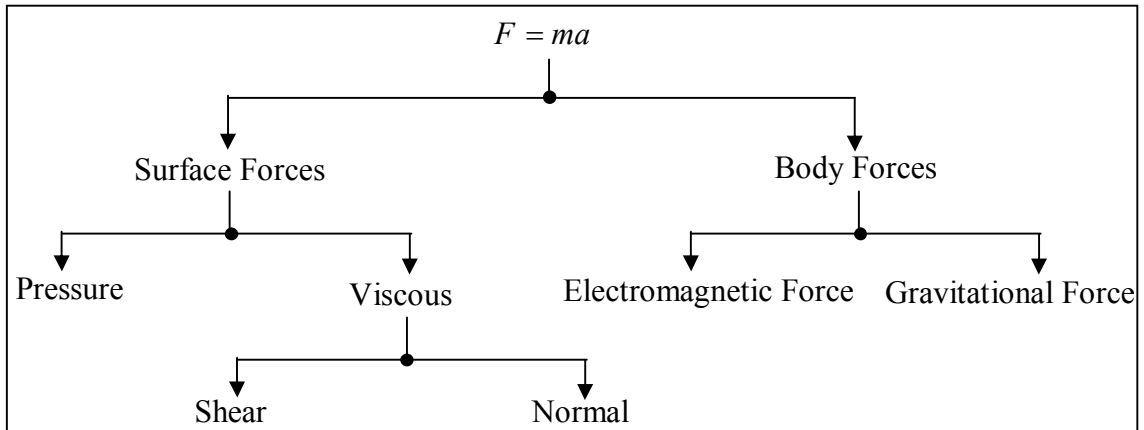 F = ma
Surface Forces
Body Forces
Pressure
Viscous
Electromagnetic Force
Gravitational Force
Shear
Normal